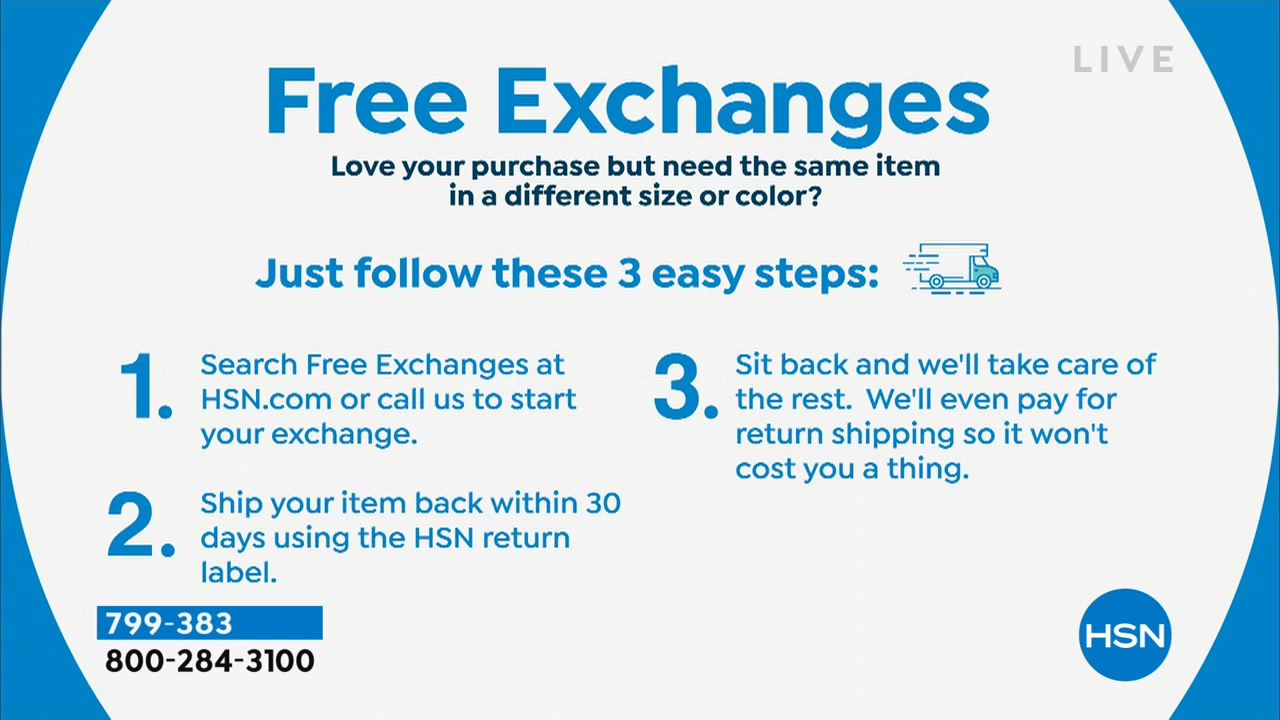 LIVE
Free Exchanges
Love your purchase but need the same item
in a different size or color?
Just follow these 3 easy steps:
1. Search Free Exchanges at
HSN.com or call us to start
your exchange.
2. Ship your item back within 30
days using the HSN return
label.
3. Sit back and we'll take care of
the rest.  We'll even pay for
return shipping so it won't
cost you a thing.
799-383
800-284-3100
HSN